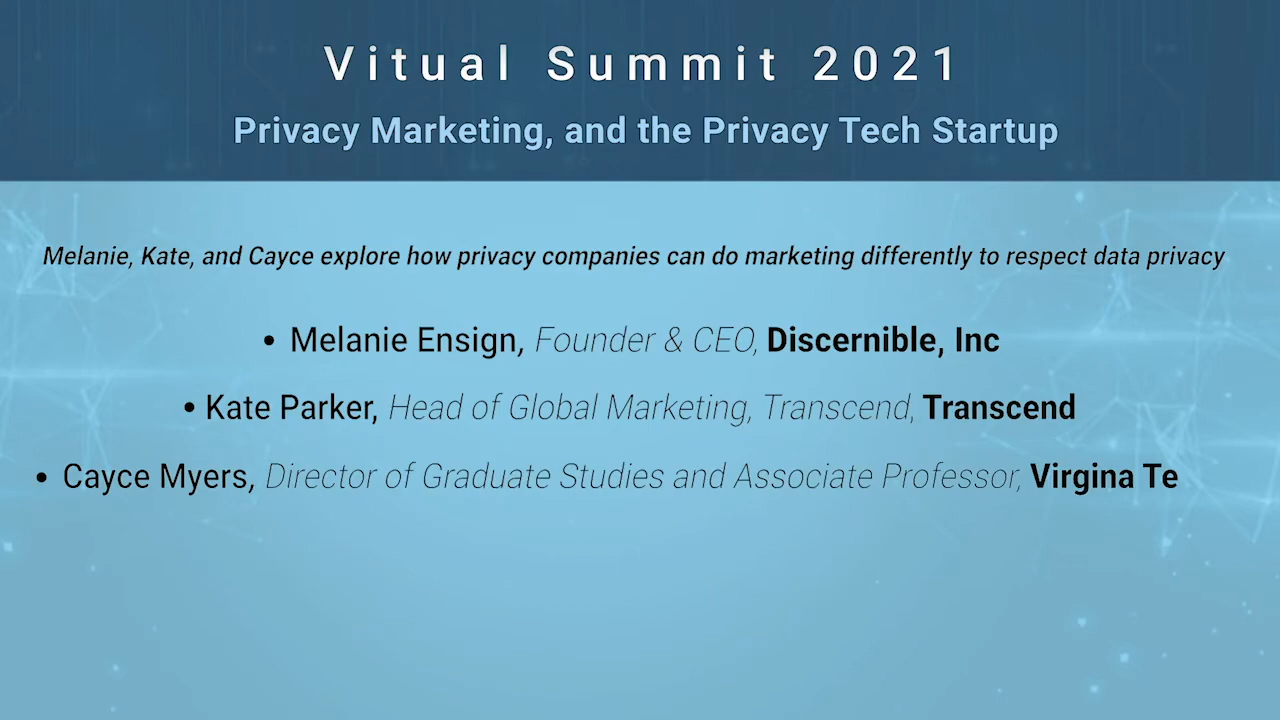 Vitual Summit 2021
Privacy Marketing, and the Privacy Tech Startup
Melanie, Kate, and Cayce explore how privacy companies can do marketing differently to respect data privacy
• Melanie Ensign, Founder & CEO, Discernible, Inc
• Kate Parker, Head of Global Marketing, Transcend, Transcend
• Cayce Myers, Director of Graduate Studies and Associate Professor, Virgina Te